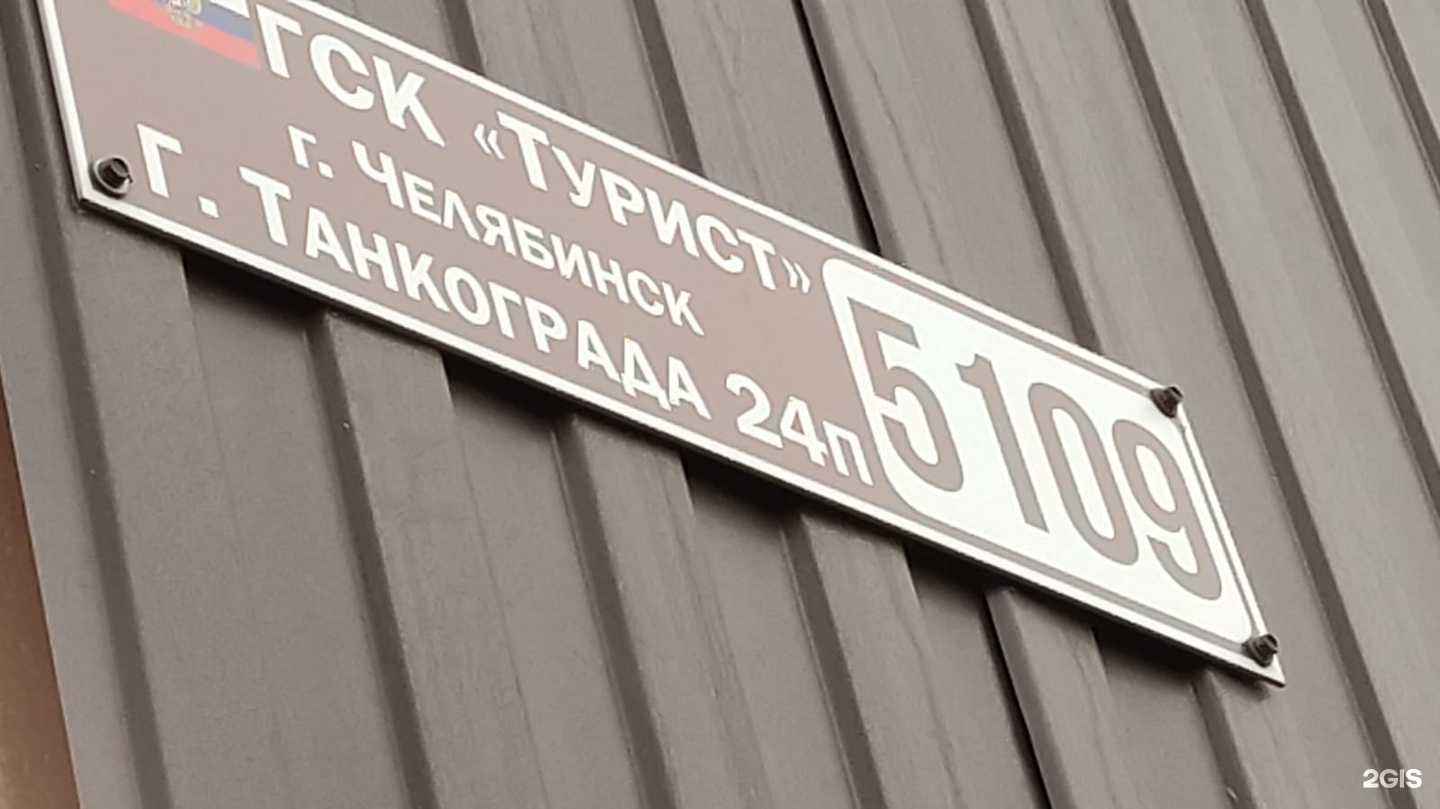 ГСК «Турист»
г. Челябинск
Г. ТАНКОГРАДА 24п
5109
2GIS